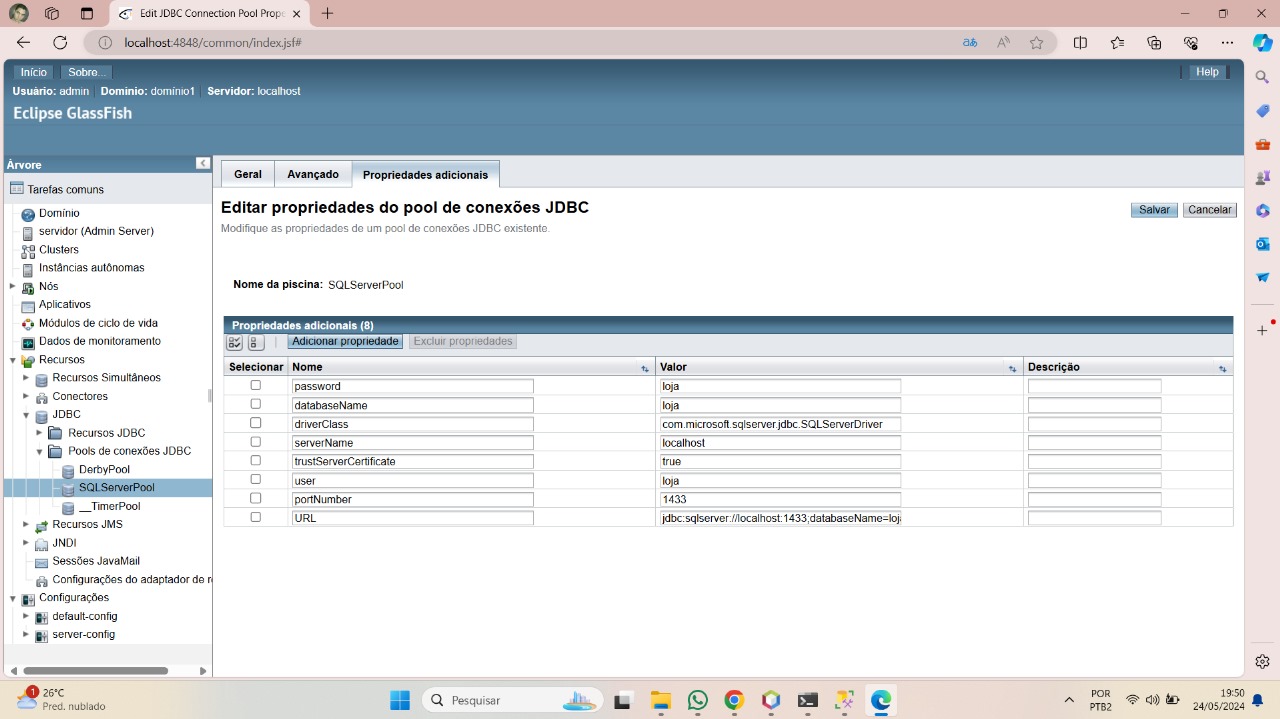 Edit JDBC Connection Pool Prope
localhost:4848/common/index.jsf#
Início Sobre... Help
Usuário: admin Domínio: domínio1 Servidor: localhost
Eclipse GlassFish
Árvore
Tarefas comuns
Domínio
servidor (Admin Server)
Clusters
Instâncias autônomas
Nós
Aplicativos
Módulos de ciclo de vida
Dados de monitoramento
Recursos
Recursos Simultâneos
Conectores
JDBC
Recursos JDBC
Pools de conexões JDBC
DerbyPool
SQLServerPool
__TimerPool
Recursos JMS
JNDI
Sessões JavaMail
Configurações do adaptador de re
Configurações
default-config
server-config
Geral Avançado Propriedades adicionais
Editar propriedades do pool de conexões JDBC
Salvar Cancelar
Modifique as propriedades de um pool de conexões JDBC existente.
Nome da piscina: SQLServerPool
Propriedades adicionais (8)
Adicionar propriedade Excluir propriedades
Selecionar Nome Valor Descrição
password loja
databaseName loja
driverClass com.microsoft.sqlserver.jdbc.SQLServerDriver
serverName localhost
trustServerCertificate true
user loja
portNumber 1433
URL jdbc:sqlserver://localhost:1433;databaseName=loja
1
26°C
Pred. nublado
Pesquisar
POR
PTB2
19:50
24/05/2024